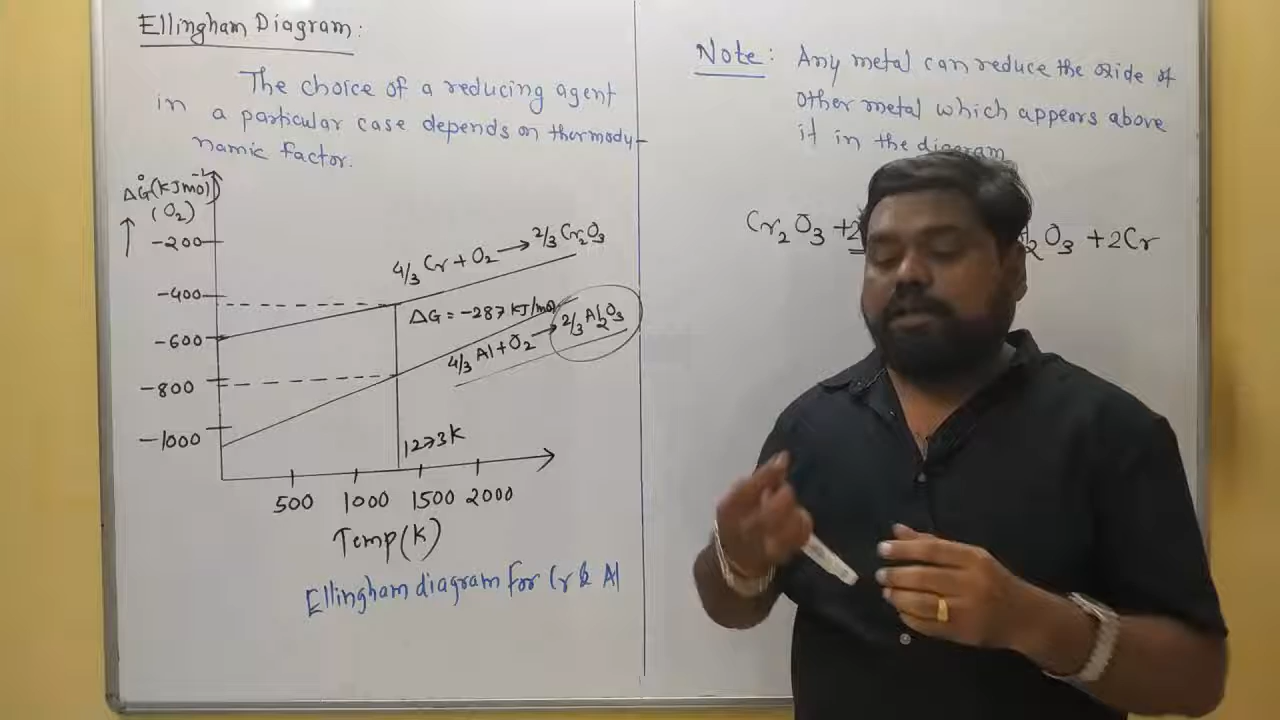 Ellingham Diagram:
The choice of a reducing agent
in a particular case depends on thermody-
namic factor.
ΔG°(KJmol⁻¹)
(O₂)
-200
-400
-600
-800
-1000
4/3 Cr + O₂ → 2/3 Cr₂O₃
ΔG = -287 KJ/mol
4/3 Al + O₂ → 2/3 Al₂O₃
1273K
500 1000 1500 2000
Temp(K)
Ellingham diagram for Cr & Al
Note: Any metal can reduce the oxide of
other metal which appears above
it in the diagram
Cr₂O₃ + 2 ₂O₃ + 2Cr